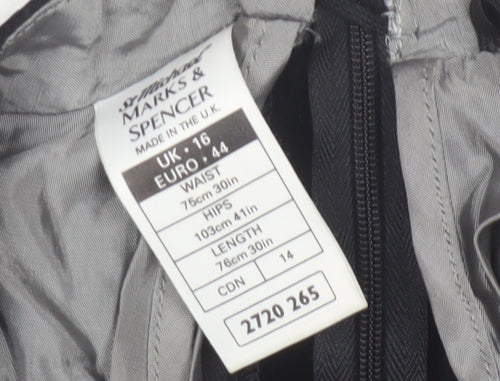 St Michael
MARKS &
SPENCER
MADE IN THE U.K.
UK • 16
EURO • 44
WAIST
75cm 30in
HIPS
103cm 41in
LENGTH
76cm 30in
CDN 14
2720 265